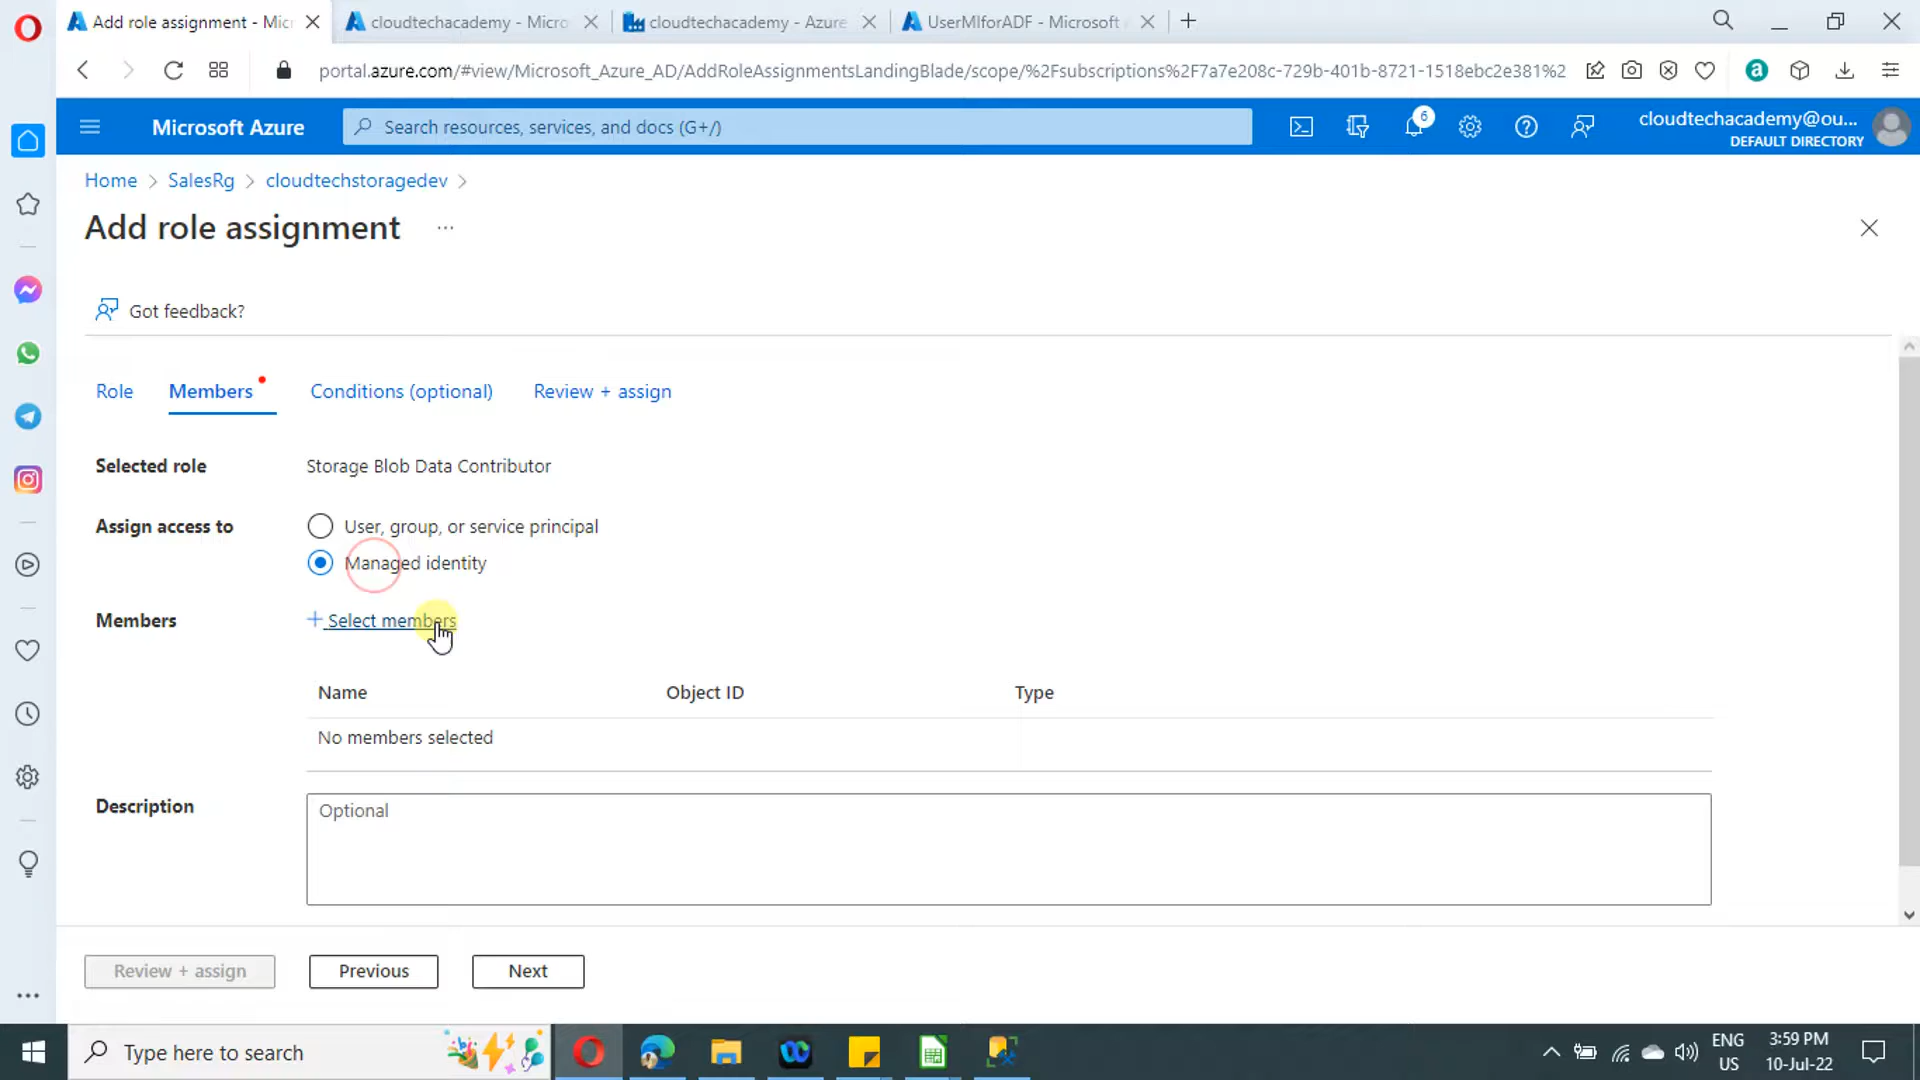 Add role assignment - Mic
cloudtechacademy - Micro
cloudtechacademy - Azure
UserMIforADF - Microsoft
portal.azure.com/#view/Microsoft_Azure_AD/AddRoleAssignmentsLandingBlade/scope/%2Fsubscriptions%2F7a7e208c-729b-401b-8721-1518ebc2e381%2
a
Microsoft Azure
Search resources, services, and docs (G+/)
6
cloudtechacademy@ou...
DEFAULT DIRECTORY
Home > SalesRg > cloudtechstoragedev >
Add role assignment ...
Got feedback?
Role Members Conditions (optional) Review + assign
Selected role Storage Blob Data Contributor
Assign access to User, group, or service principal
Managed identity
Members + Select members
Name Object ID Type
No members selected
Description Optional
Review + assign Previous Next
Type here to search
ENG 3:59 PM
US 10-Jul-22